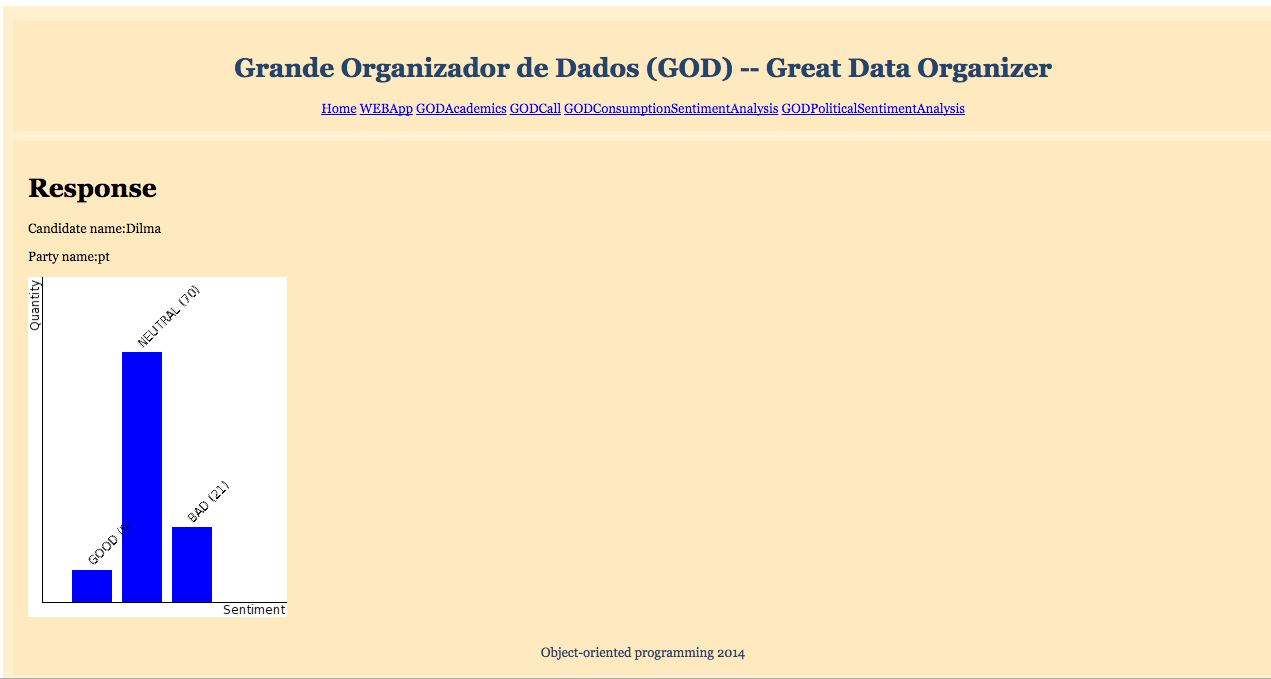 Grande Organizador de Dados (GOD) -- Great Data Organizer
Home WEBApp GODAcademics GODCall GODConsumptionSentimentAnalysis GODPoliticalSentimentAnalysis
Response
Candidate name:Dilma
Party name:pt
Quantity
NEUTRAL (70)
BAD (21)
GOOD
Sentiment
Object-oriented programming 2014